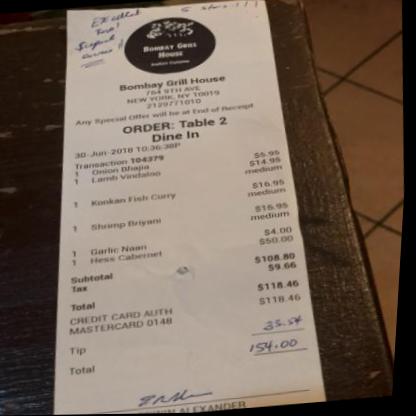 Excellent 5 stars!!!
Food!
BOMBAY GRILL
HOUSE
Indian Cuisine
Bombay Grill House
764 9TH AVE
NEW YORK, NY 10019
2129771010
Any Special Offer will be at End of Receipt
ORDER: Table 2
Dine In
30-Jun-2018 10:36:38P
Transaction 104379
1 Onion Bhajia $5.95
1 Lamb Vindaloo $14.95
medium
1 Konkan Fish Curry $16.95
medium
1 Shrimp Briyani $16.95
medium
1 Garlic Naan $4.00
1 Hess Cabernet $50.00
Subtotal $108.80
Tax $9.66
Total $118.46
CREDIT CARD AUTH $118.46
MASTERCARD 0148
Tip 35.54
Total 154.00
ALEXANDER